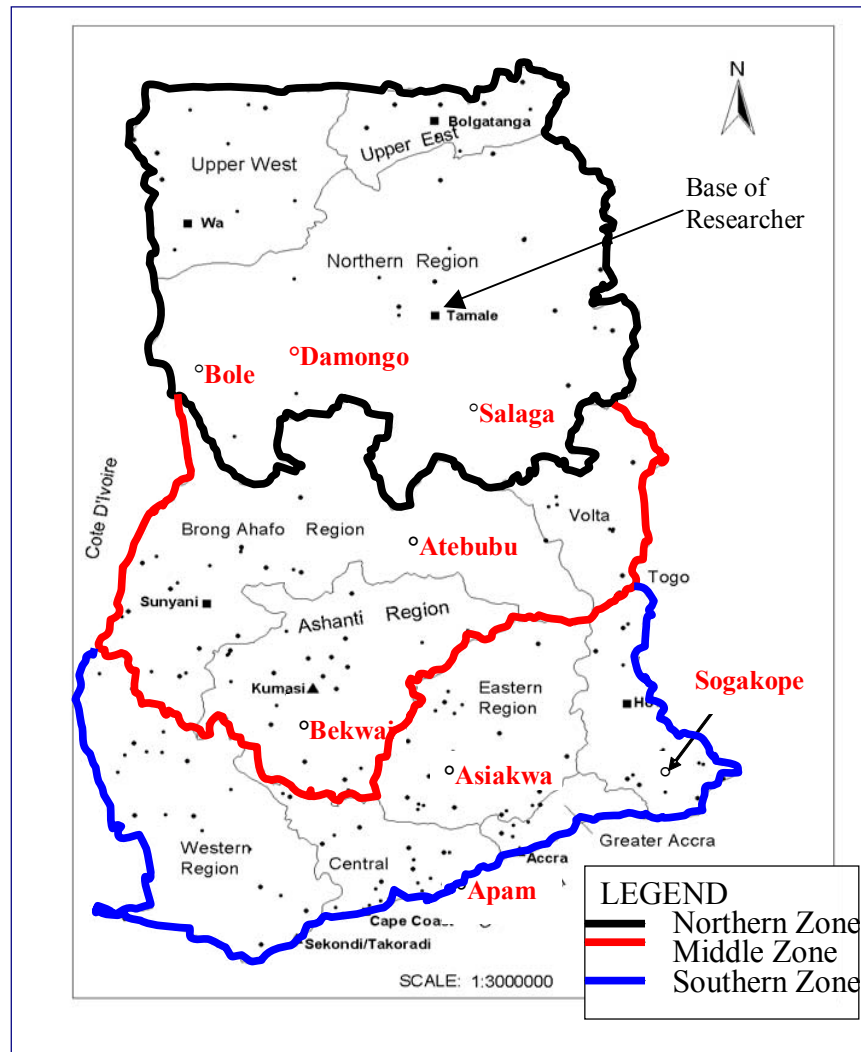 N
Bolgatanga
Upper East
Upper West
Base of
Researcher
Wa
Northern Region
Tamale
Damongo
Bole
Salaga
Cote D'Ivoire
Volta
Brong Ahafo Region
Atebubu
Togo
Sunyani
Ashanti Region
Sogakope
Kumasi
Eastern
Region
Ho
Bekwai
Asiakwa
Western
Region
Greater Accra
Central
Accra
Apam
LEGEND
Northern Zone
Middle Zone
Southern Zone
Cape Coas
Sekondi/Takoradi
SCALE: 1:3000000